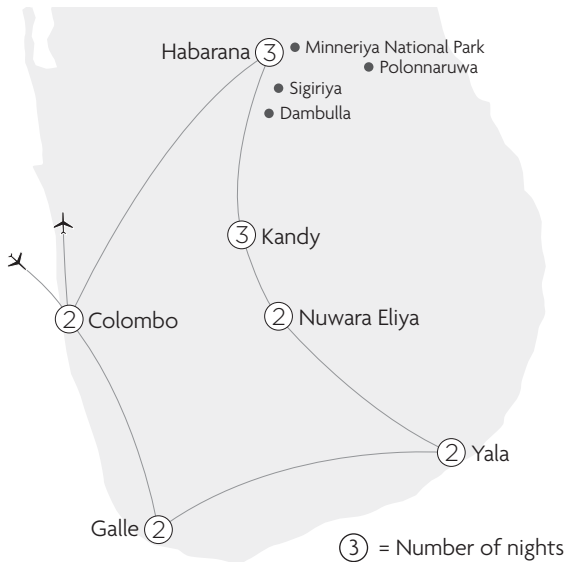 Habarana 3 Minneriya National Park
Polonnaruwa
Sigiriya
Dambulla
3 Kandy
2 Colombo
2 Nuwara Eliya
2 Yala
Galle 2
3 = Number of nights